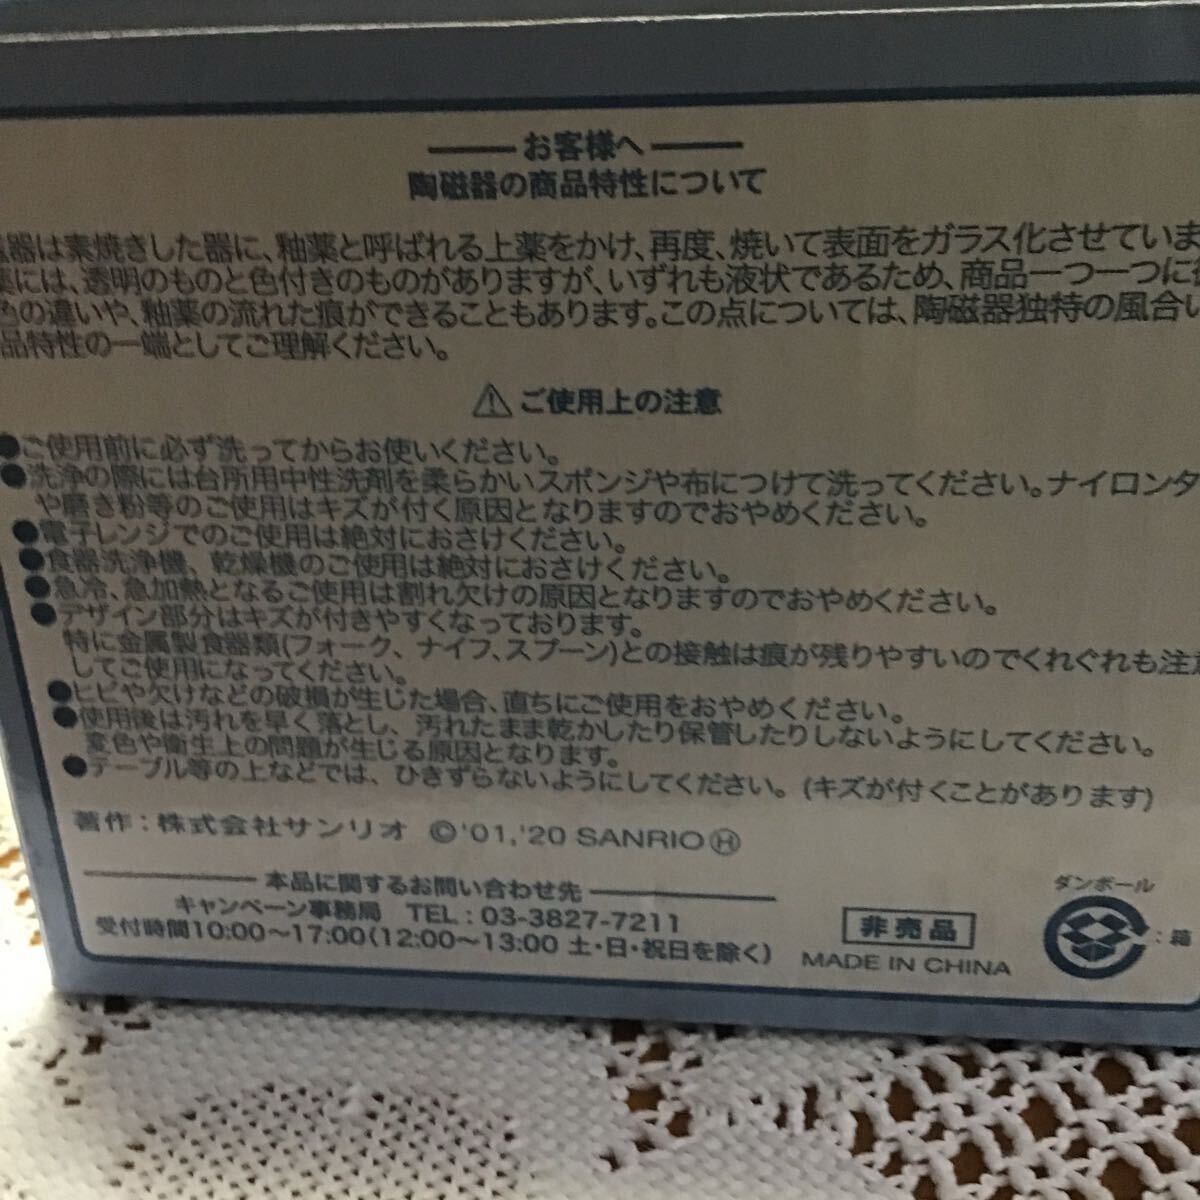 お客様へ
陶磁器の商品特性について
器は素焼きした器に、釉薬と呼ばれる上薬をかけ、再度、焼いて表面をガラス化させていま
薬には、透明のものと色付きのものがありますが、いずれも液状であるため、商品一つ一つに
の違いや、釉薬の流れた痕ができることもあります。この点については、陶磁器独特の風合い
品特性の一端としてご理解ください。
⚠ご使用上の注意
●ご使用前に必ず洗ってからお使いください。
●洗浄の際には台所用中性洗剤を柔らかいスポンジや布につけて洗ってください。ナイロンタ
や磨き粉等のご使用はキズが付く原因となりますのでおやめください。
●電子レンジでのご使用は絶対におさけください。
●食器洗浄機、乾燥機のご使用は絶対におさけください。
●急冷、急加熱となるご使用は割れ欠けの原因となりますのでおやめください。
●デザイン部分はキズが付きやすくなっております。
特に金属製食器類(フォーク、ナイフ、スプーン)との接触は痕が残りやすいのでくれぐれも注意
してご使用になってください。
●ヒビや欠けなどの破損が生じた場合、直ちにご使用をおやめください。
●使用後は汚れを早く落とし、汚れたまま乾かしたり保管したりしないようにしてください。
変色や衛生上の問題が生じる原因となります。
●テーブル等の上などでは、ひきずらないようにしてください。(キズが付くことがあります)
著作:株式会社サンリオ ©'01,'20 SANRIO Ⓗ
本品に関するお問い合わせ先
キャンペーン事務局 TEL:03-3827-7211
受付時間10:00〜17:00(12:00〜13:00 土・日・祝日を除く)
非売品
MADE IN CHINA
ダンボール
:箱